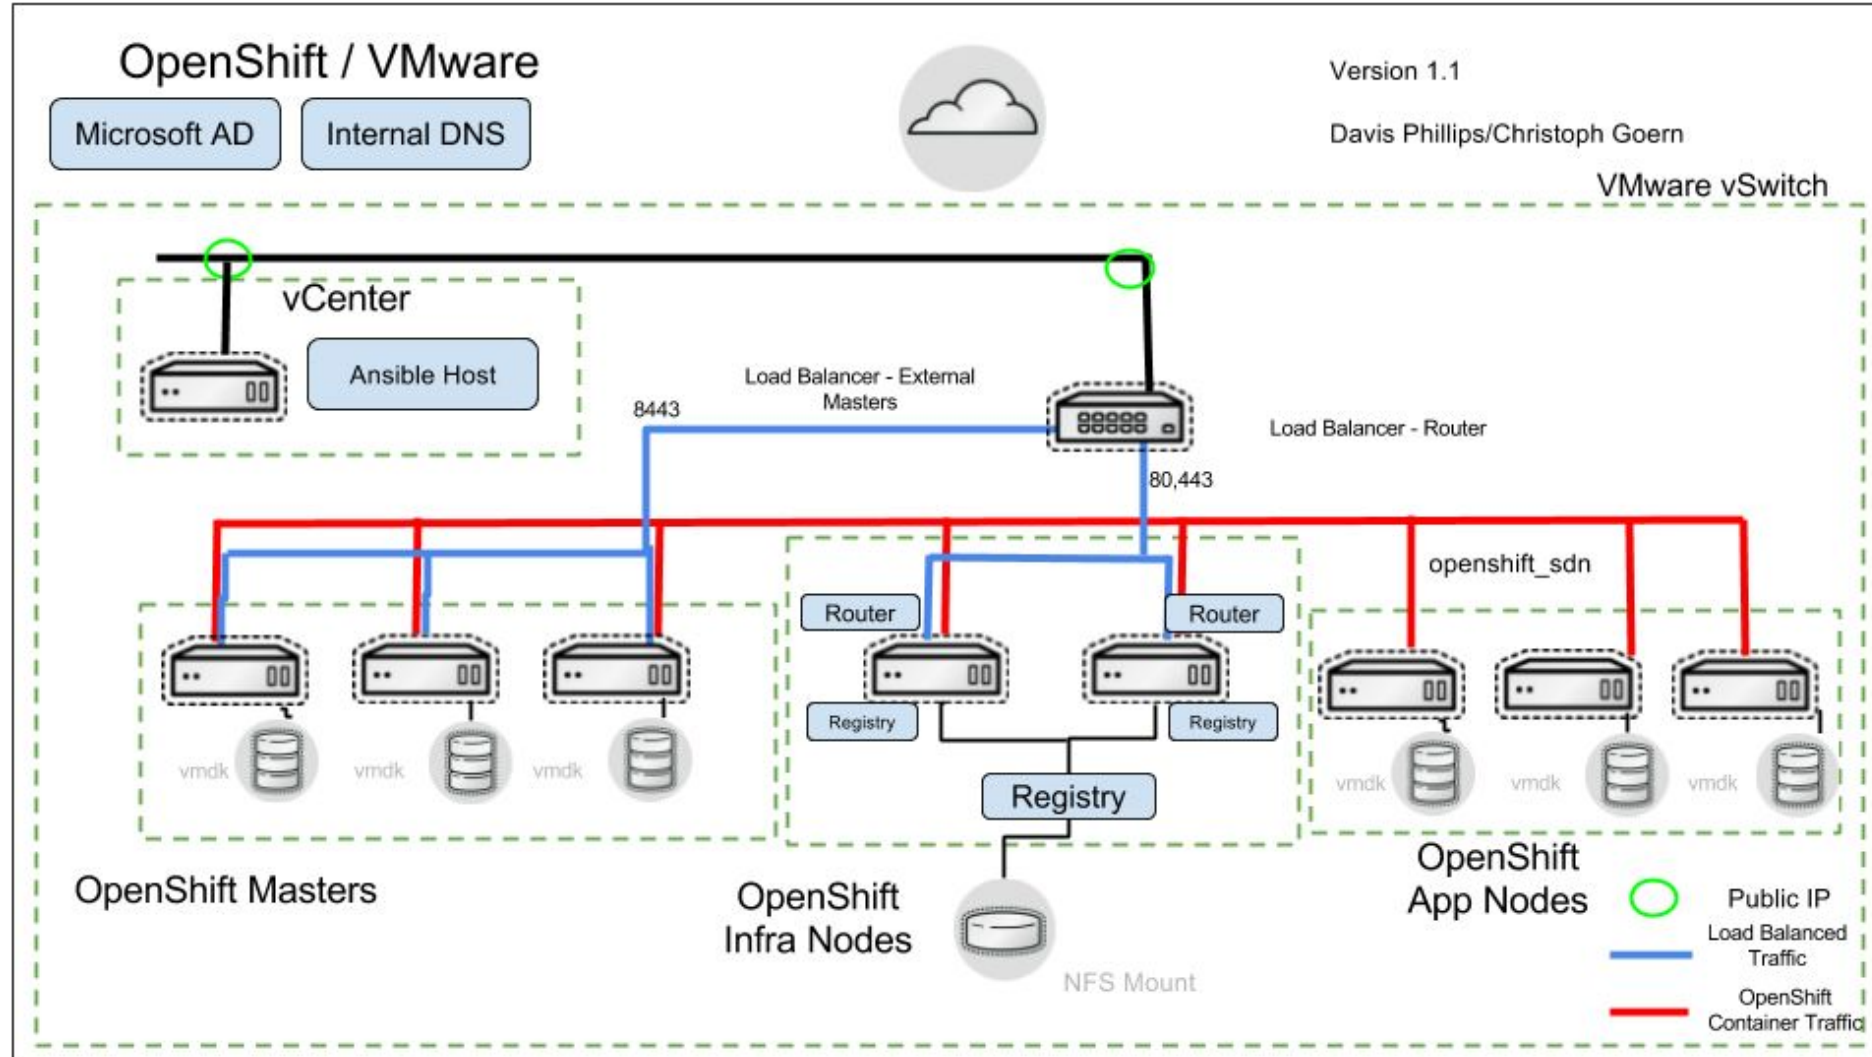 OpenShift / VMware
Microsoft AD
Internal DNS
Version 1.1
Davis Phillips/Christoph Goern
VMware vSwitch
vCenter
Ansible Host
Load Balancer - External
Masters
8443
Load Balancer - Router
80,443
openshift_sdn
Router
Router
Registry
Registry
vmdk
vmdk
vmdk
vmdk
vmdk
vmdk
Registry
OpenShift Masters
OpenShift
Infra Nodes
NFS Mount
OpenShift
App Nodes
Public IP
Load Balanced
Traffic
OpenShift
Container Traffic